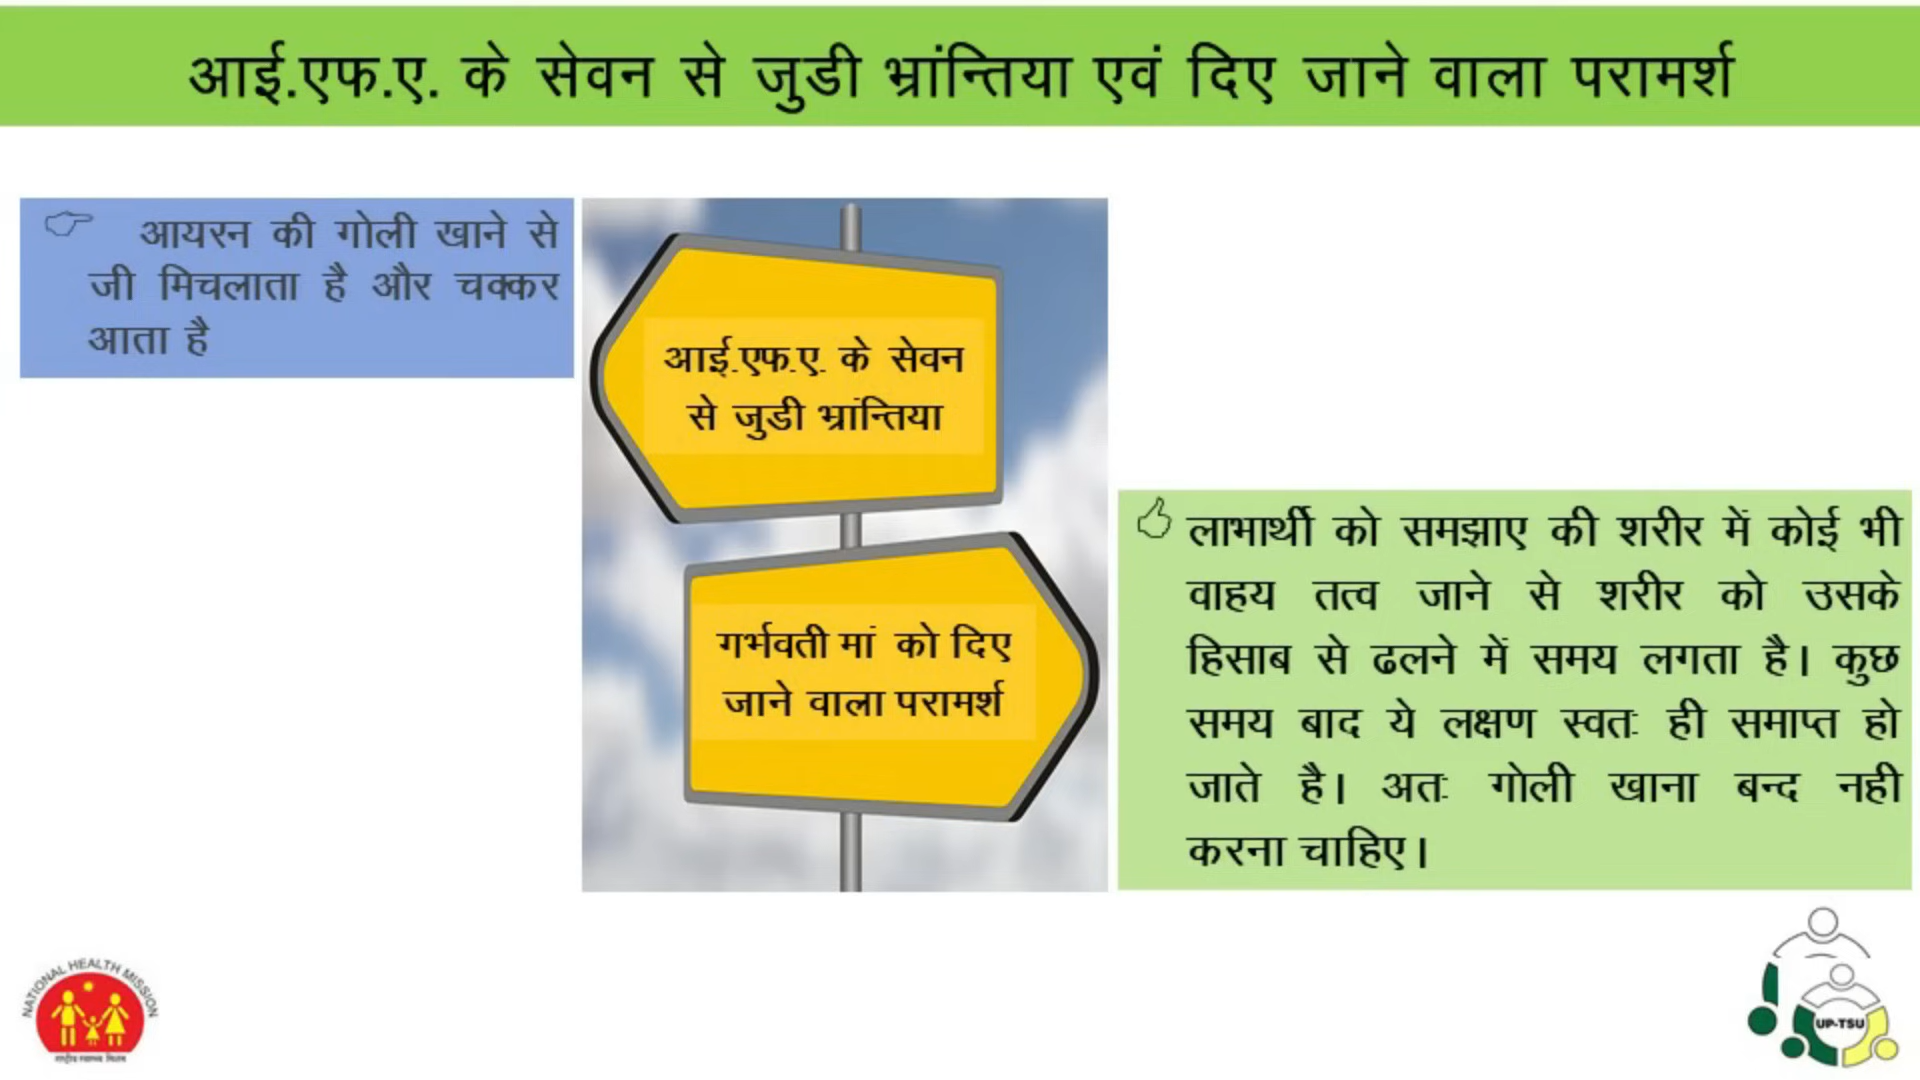 आई.एफ.ए. के सेवन से जुडी भ्रांन्तिया एवं दिए जाने वाला परामर्श
आयरन की गोली खाने से
जी मिचलाता है और चक्कर
आता है
आई.एफ.ए. के सेवन
से जुडी भ्रांन्तिया
गर्भवती मां को दिए
जाने वाला परामर्श
लाभार्थी को समझाए की शरीर में कोई भी
वाहय तत्व जाने से शरीर को उसके
हिसाब से ढलने में समय लगता है। कुछ
समय बाद ये लक्षण स्वतः ही समाप्त हो
जाते है। अतः गोली खाना बन्द नही
करना चाहिए।
NATIONAL HEALTH MISSION
राष्ट्रीय स्वास्थ्य मिशन
UP-TSU